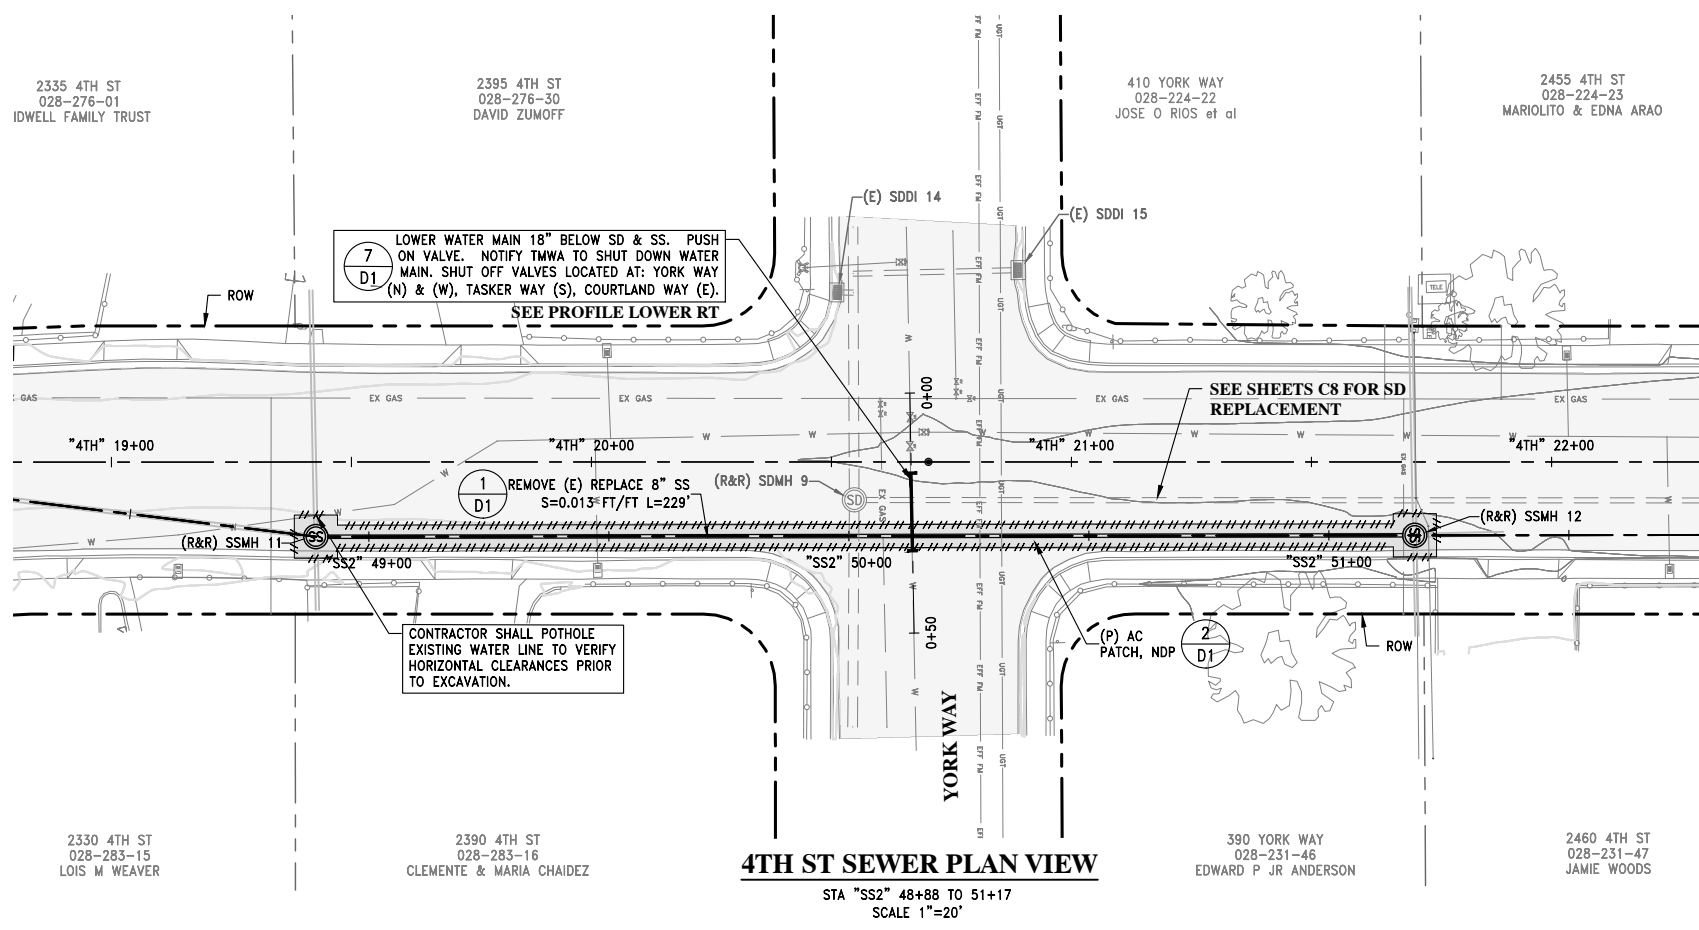 2335 4TH ST
028-276-01
IDWELL FAMILY TRUST
2395 4TH ST
028-276-30
DAVID ZUMOFF
410 YORK WAY
028-224-22
JOSE O RIOS et al
2455 4TH ST
028-224-23
MARIOLITO & EDNA ARAO
EFF FM
UGT
(E) SDDI 14
(E) SDDI 15
7
D1
LOWER WATER MAIN 18" BELOW SD & SS. PUSH
ON VALVE. NOTIFY TMWA TO SHUT DOWN WATER
MAIN. SHUT OFF VALVES LOCATED AT: YORK WAY
(N) & (W), TASKER WAY (S), COURTLAND WAY (E).
SEE PROFILE LOWER RT
ROW
TELE
EX GAS
EX GAS
EX GAS
EX GAS
EX GAS
0+00
SEE SHEETS C8 FOR SD
REPLACEMENT
"4TH" 19+00
"4TH" 20+00
"4TH" 21+00
"4TH" 22+00
W
1
D1
REMOVE (E) REPLACE 8" SS
S=0.013 FT/FT L=229'
(R&R) SDMH 9
SD
EX GAS
EX GAS
(R&R) SSMH 11
SS
(R&R) SSMH 12
SS
"SS2" 49+00
"SS2" 50+00
"SS2" 51+00
0+50
CONTRACTOR SHALL POTHOLE
EXISTING WATER LINE TO VERIFY
HORIZONTAL CLEARANCES PRIOR
TO EXCAVATION.
(P) AC
PATCH, NDP
2
D1
ROW
YORK WAY
2330 4TH ST
028-283-15
LOIS M WEAVER
2390 4TH ST
028-283-16
CLEMENTE & MARIA CHAIDEZ
390 YORK WAY
028-231-46
EDWARD P JR ANDERSON
2460 4TH ST
028-231-47
JAMIE WOODS
4TH ST SEWER PLAN VIEW
STA "SS2" 48+88 TO 51+17
SCALE 1"=20'